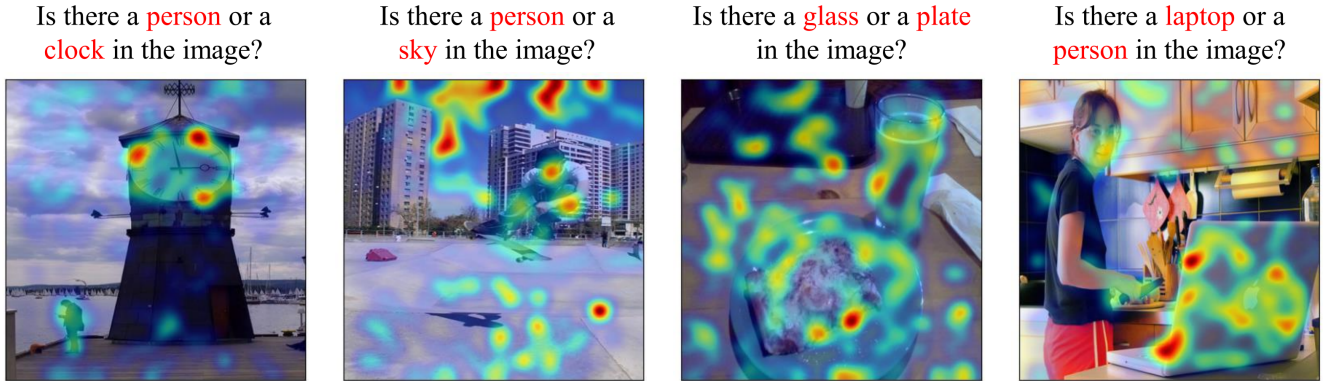 Is there a person or a
clock in the image?
Is there a person or a
sky in the image?
Is there a glass or a plate
in the image?
Is there a laptop or a
person in the image?